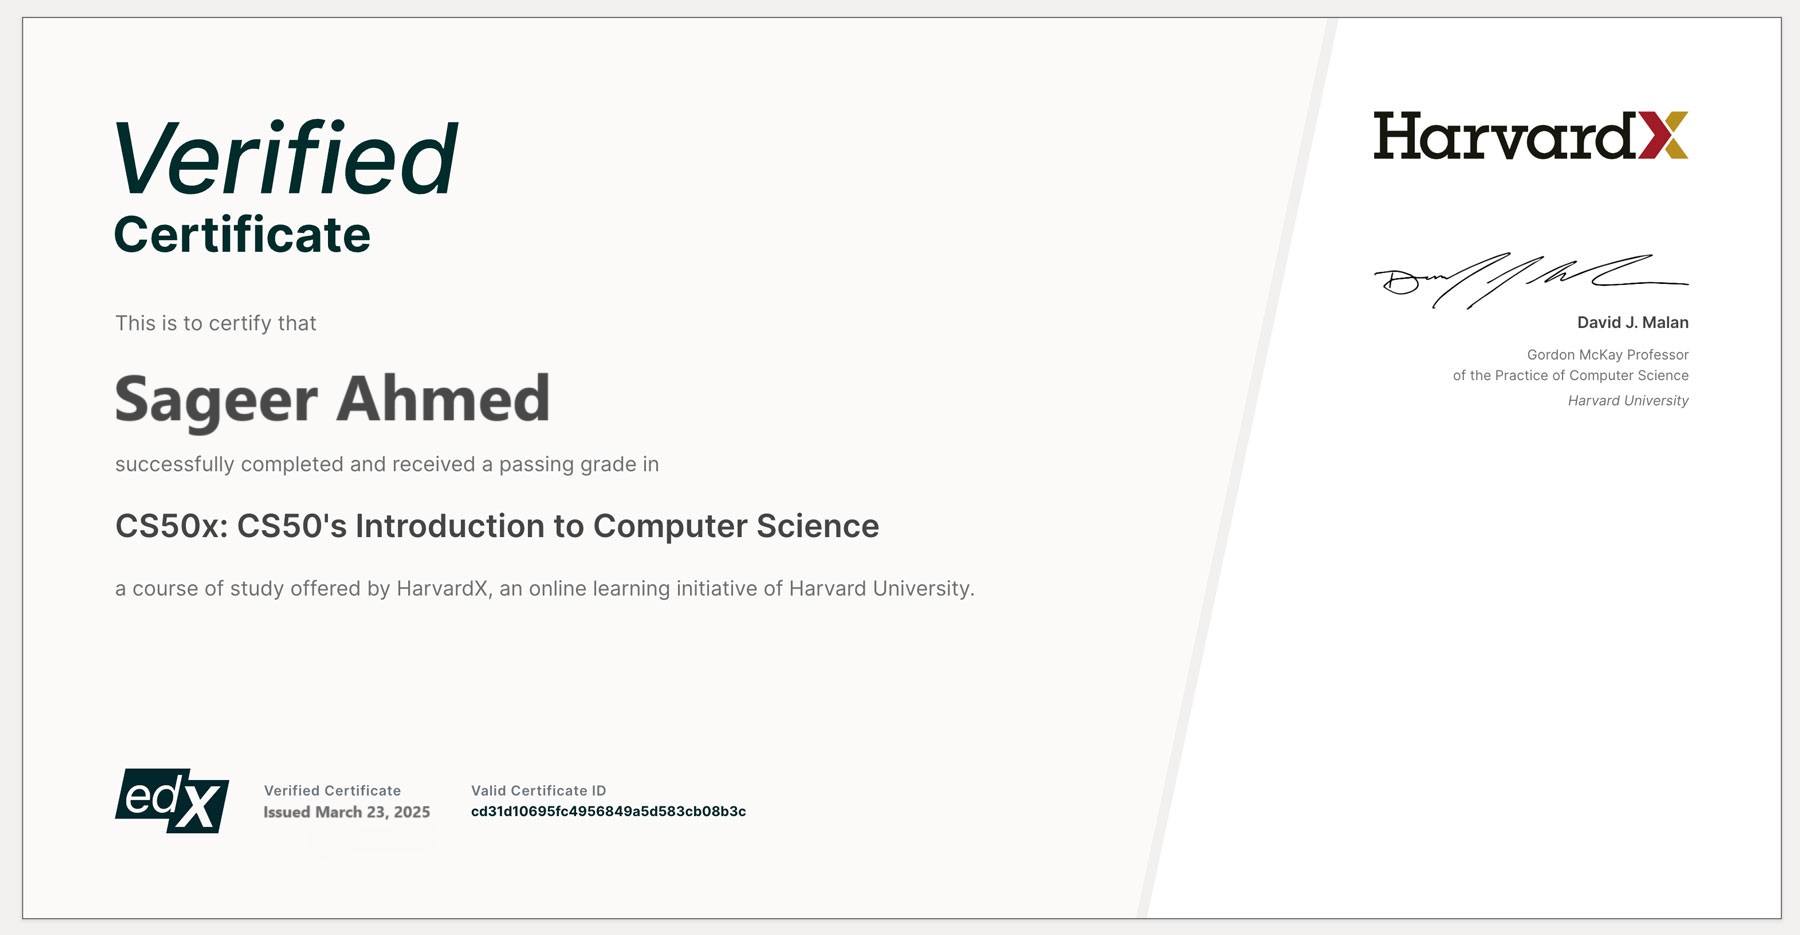 Verified
Certificate
This is to certify that
Sageer Ahmed
successfully completed and received a passing grade in
CS50x: CS50's Introduction to Computer Science
a course of study offered by HarvardX, an online learning initiative of Harvard University.
edX
Verified Certificate
Issued March 23, 2025
Valid Certificate ID
cd31d10695fc4956849a5d583cb08b3c
HarvardX
David J. Malan
Gordon McKay Professor
of the Practice of Computer Science
Harvard University